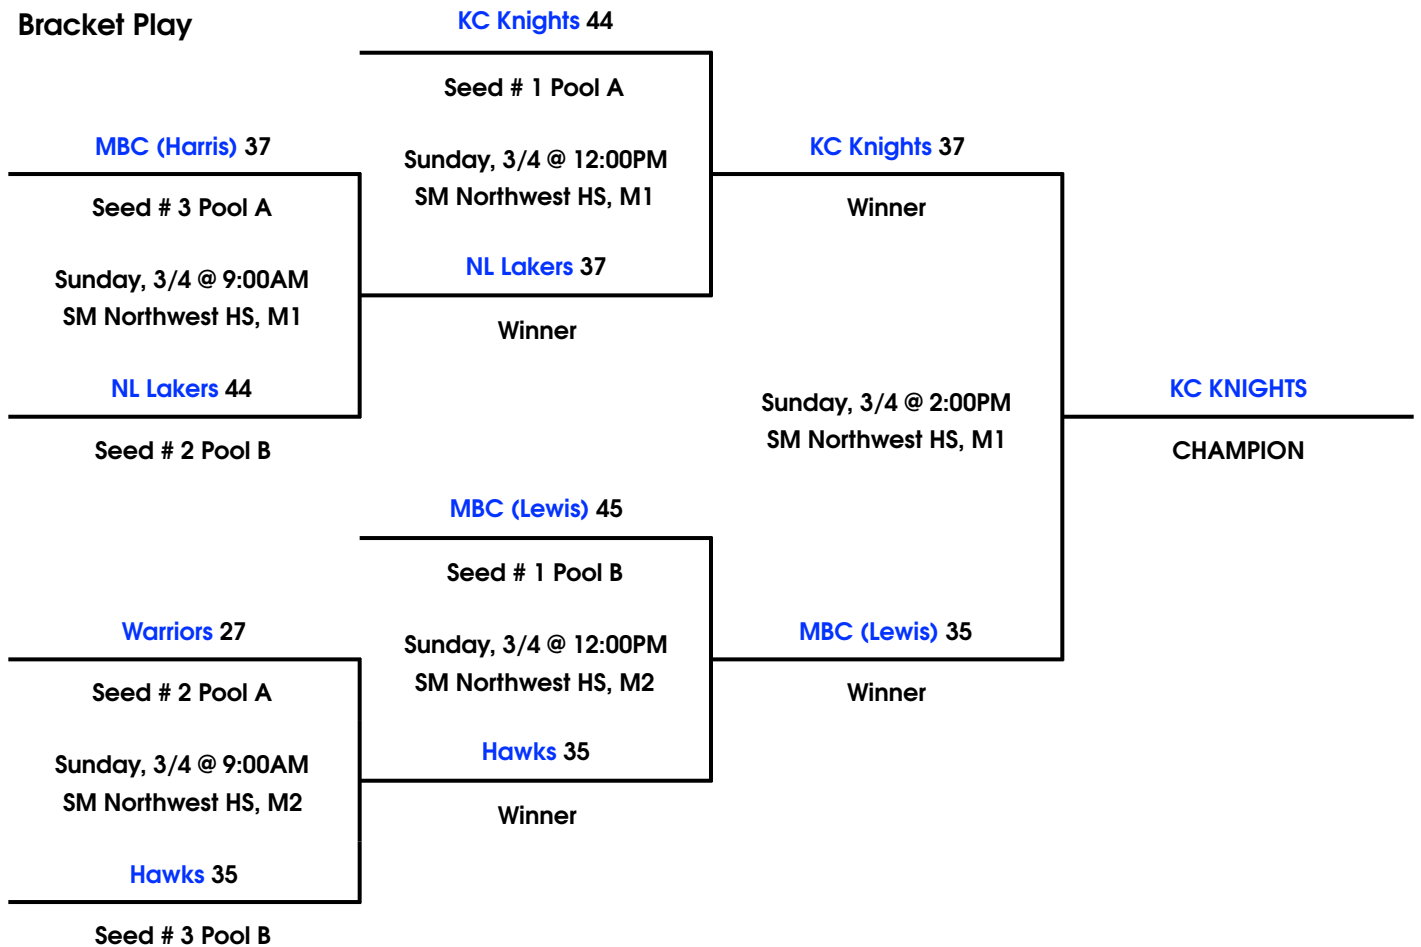 Bracket Play
KC Knights 44
Seed # 1 Pool A
MBC (Harris) 37
Sunday, 3/4 @ 12:00PM
SM Northwest HS, M1
KC Knights 37
Seed # 3 Pool A
Winner
Sunday, 3/4 @ 9:00AM
SM Northwest HS, M1
NL Lakers 37
Winner
NL Lakers 44
Seed # 2 Pool B
Sunday, 3/4 @ 2:00PM
SM Northwest HS, M1
KC KNIGHTS
CHAMPION
MBC (Lewis) 45
Seed # 1 Pool B
Warriors 27
Sunday, 3/4 @ 12:00PM
SM Northwest HS, M2
MBC (Lewis) 35
Seed # 2 Pool A
Winner
Sunday, 3/4 @ 9:00AM
SM Northwest HS, M2
Hawks 35
Winner
Hawks 35
Seed # 3 Pool B